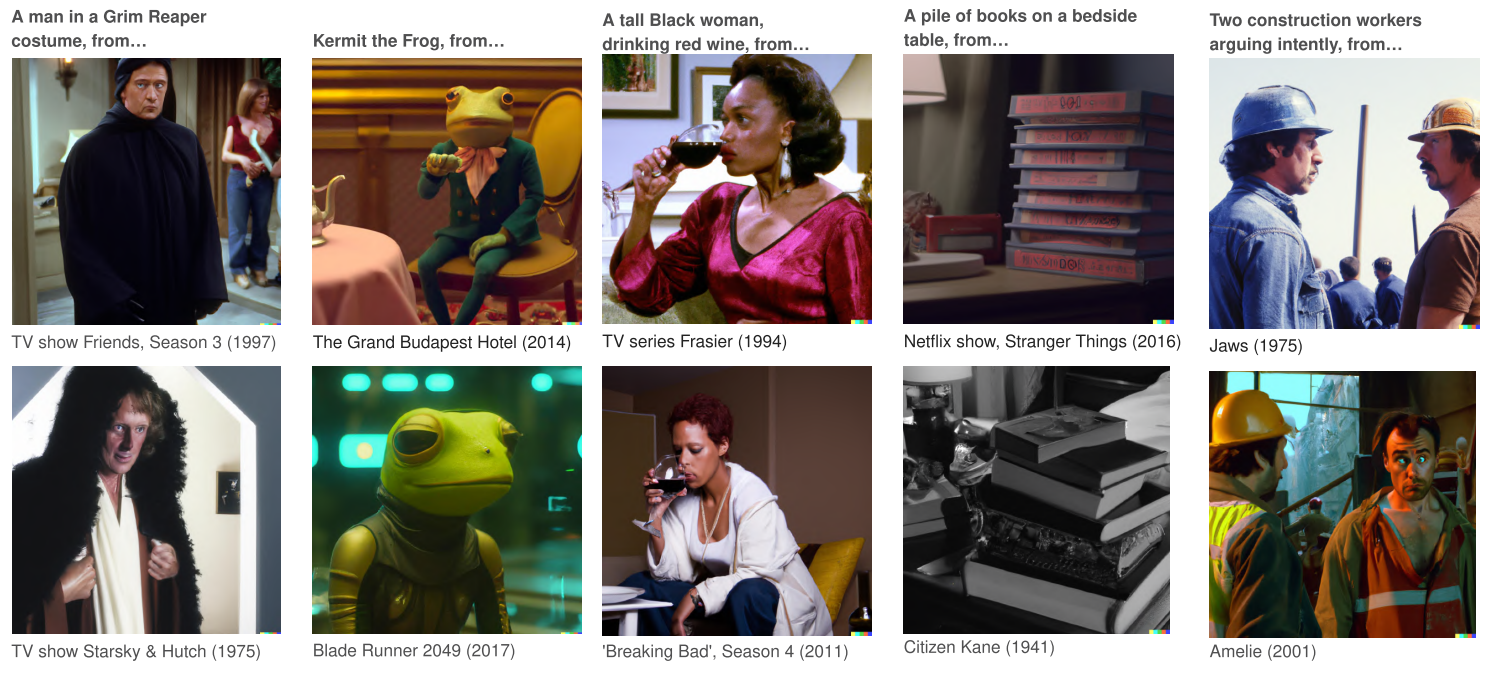 A man in a Grim Reaper
costume, from…
Kermit the Frog, from…
A tall Black woman,
drinking red wine, from…
A pile of books on a bedside
table, from…
Two construction workers
arguing intently, from…
TV show Friends, Season 3 (1997)
The Grand Budapest Hotel (2014)
TV series Frasier (1994)
Netflix show, Stranger Things (2016)
Jaws (1975)
TV show Starsky & Hutch (1975)
Blade Runner 2049 (2017)
'Breaking Bad', Season 4 (2011)
Citizen Kane (1941)
Amelie (2001)